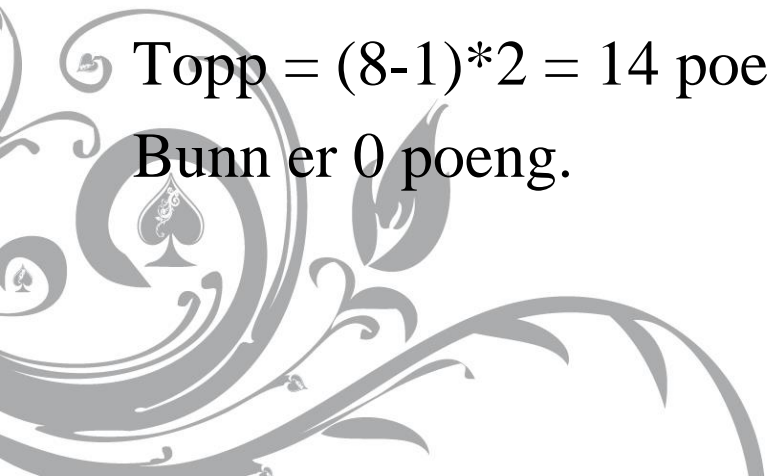 Topp = (8-1)*2 = 14 poe
Bunn er 0 poeng.